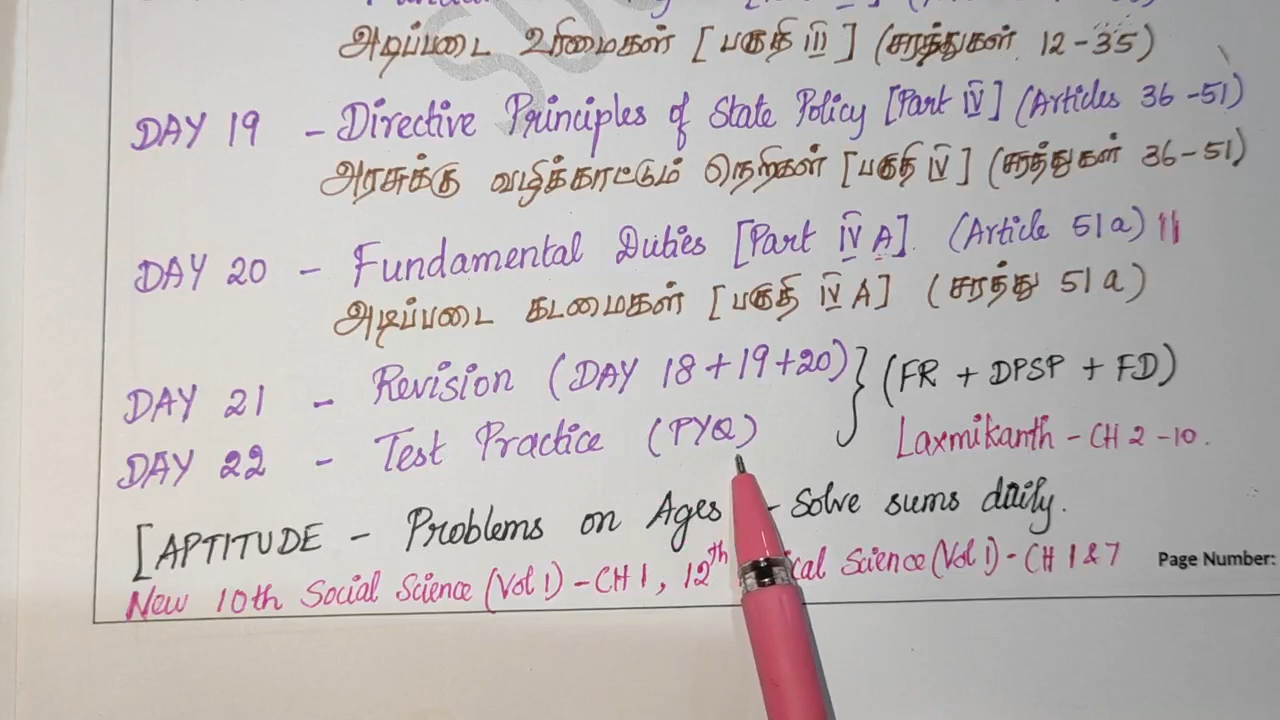 அடிப்படை உரிமைகள் [பகுதி III] (சரத்துகள் 12-35)
DAY 19 - Directive Principles of State Policy [Part IV] (Articles 36-51)
அரசுக்கு வழிக்காட்டும் நெறிகள் [பகுதி IV] (சரத்துகள் 36-51)
DAY 20 - Fundamental Duties [Part IV A]. (Article 51a) 11
அடிப்படை கடமைகள் [பகுதி IV A] (சரத்து 51a)
DAY 21 - Revision (DAY 18+19+20) } (FR + DPSP + FD)
DAY 22 - Test Practice (PYQ) Laxmikanth - CH 2-10.
[APTITUDE - Problems on Ages - Solve sums daily.
New 10th Social Science (Vol 1) - CH 1, 12th Science (Vol 1) - CH 1 & 7
Page Number: